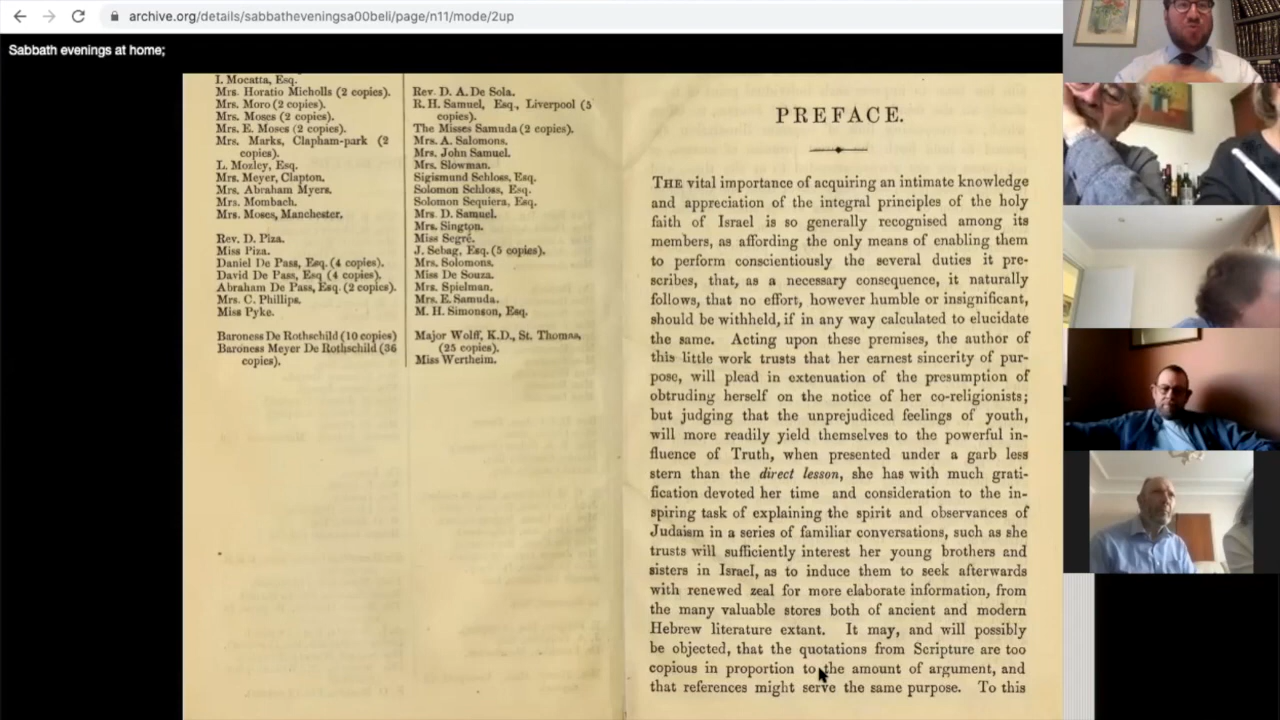 archive.org/details/sabbatheveningsa00beli/page/n11/mode/2up
Sabbath evenings at home;
I. Mocatta, Esq.
Mrs. Horatio Micholls (2 copies).
Mrs. Moro (2 copies).
Mrs. Moses (2 copies).
Mrs. E. Moses (2 copies).
Mrs. Marks, Clapham-park (2
copies).
L. Mozley, Esq.
Mrs. Meyer, Clapton.
Mrs. Abraham Myers.
Mrs. Mombach.
Mrs. Moses, Manchester.
Rev. D. Piza.
Miss Piza.
Daniel De Pass, Esq. (4 copies).
David De Pass, Esq (4 copies).
Abraham De Pass, Esq. (2 copies).
Mrs. C. Phillips.
Miss Pyke.
Baroness De Rothschild (10 copies)
Baroness Meyer De Rothschild (36
copies).
Rev. D. A. De Sola.
R. H. Samuel, Esq., Liverpool (5
copies).
The Misses Samuda (2 copies).
Mrs. A. Salomons.
Mrs. John Samuel.
Mrs. Slowman.
Sigismund Schloss, Esq.
Solomon Schloss, Esq.
Solomon Sequiera, Esq.
Mrs. D. Samuel.
Mrs. Sington.
Miss Segré.
J. Sebag, Esq. (5 copies).
Mrs. Solomons.
Miss De Souza.
Mrs. Spielman.
Mrs. E. Samuda.
M. H. Simonson, Esq.
Major Wolff, K.D., St. Thomas,
(25 copies).
Miss Wertheim.
PREFACE.
THE vital importance of acquiring an intimate knowledge
and appreciation of the integral principles of the holy
faith of Israel is so generally recognised among its
members, as affording the only means of enabling them
to perform conscientiously the several duties it pre-
scribes, that, as a necessary consequence, it naturally
follows, that no effort, however humble or insignificant,
should be withheld, if in any way calculated to elucidate
the same. Acting upon these premises, the author of
this little work trusts that her earnest sincerity of pur-
pose, will plead in extenuation of the presumption of
obtruding herself on the notice of her co-religionists;
but judging that the unprejudiced feelings of youth,
will more readily yield themselves to the powerful in-
fluence of Truth, when presented under a garb less
stern than the direct lesson, she has with much grati-
fication devoted her time and consideration to the in-
spiring task of explaining the spirit and observances of
Judaism in a series of familiar conversations, such as she
trusts will sufficiently interest her young brothers and
sisters in Israel, as to induce them to seek afterwards
with renewed zeal for more elaborate information, from
the many valuable stores both of ancient and modern
Hebrew literature extant. It may, and will possibly
be objected, that the quotations from Scripture are too
copious in proportion to the amount of argument, and
that references might serve the same purpose. To this